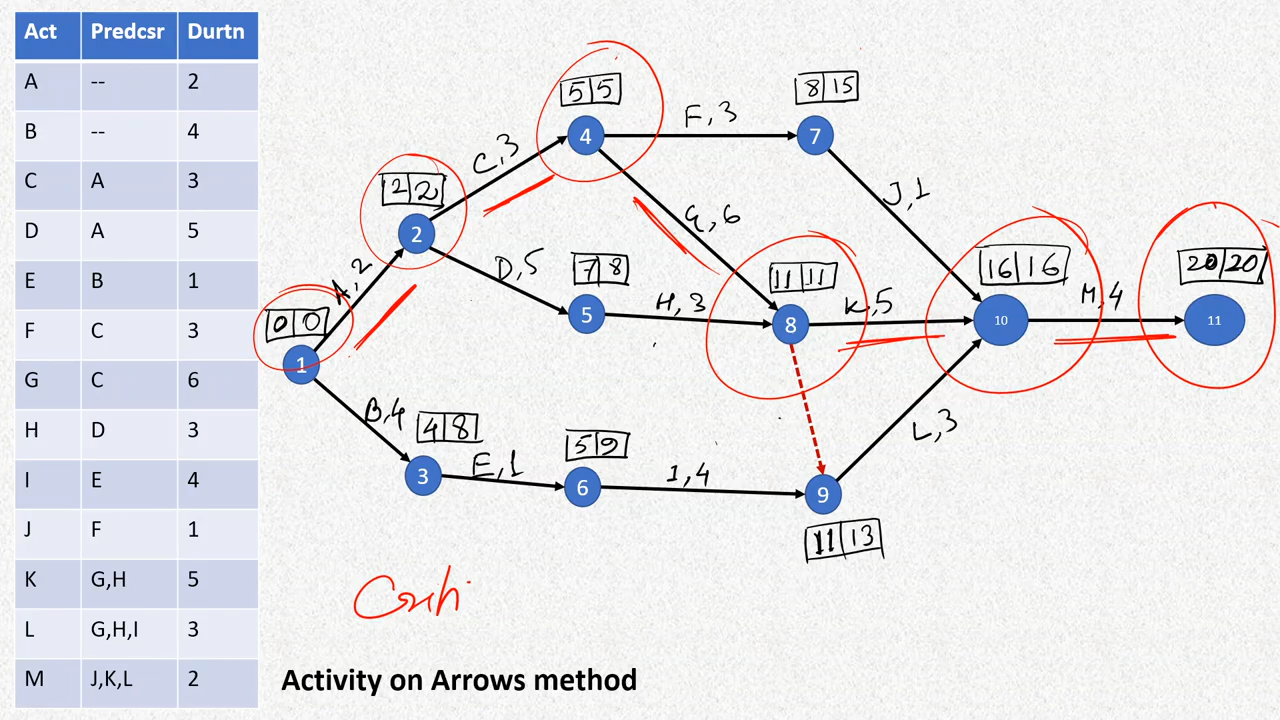 Act Predcsr Durtn
A -- 2
B -- 4
C A 3
D A 5
E B 1
F C 3
G C 6
H D 3
I E 4
J F 1
K G,H 5
L G,H,I 3
M J,K,L 2
5 5
8 15
4
F, 3
7
C, 3
2 2
2
G, 6
J, 1
D, 5
7 8
11 11
16 16
20 20
A, 2
0 0
5
H, 3
8
K, 5
10
M, 4
11
1
B, 4
4 8
5 9
L, 3
3
E, 1
6
I, 4
9
11 13
Criti
Activity on Arrows method